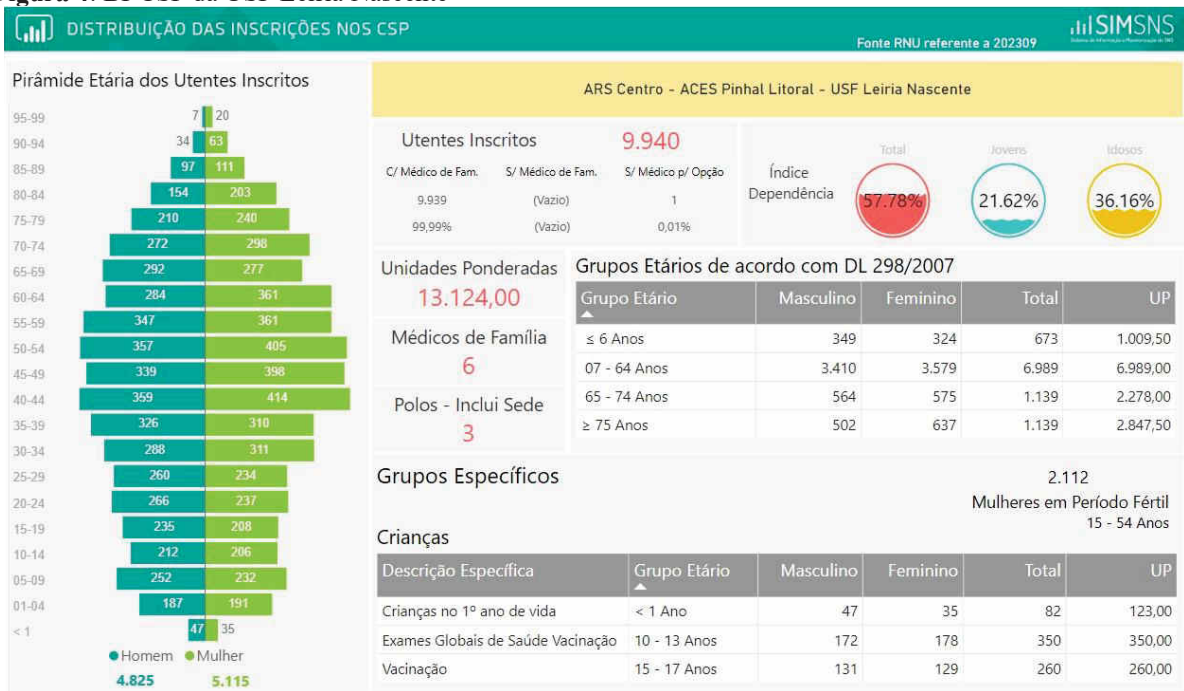 DISTRIBUIÇÃO DAS INSCRIÇÕES NOS CSP
Fonte RNU referente a 202309
SIMSNS
Pirâmide Etária dos Utentes Inscritos
95-99 7 20
90-94 34 63
85-89 97 111
80-84 154 203
75-79 210 240
70-74 272 298
65-69 292 277
60-64 284 361
55-59 347 361
50-54 357 405
45-49 339 398
40-44 359 414
35-39 326 310
30-34 288 311
25-29 260 234
20-24 266 237
15-19 235 208
10-14 212 206
05-09 252 232
01-04 187 191
< 1 47 35
Homem Mulher
4.825 5.115
ARS Centro - ACES Pinhal Litoral - USF Leiria Nascente
Utentes Inscritos 9.940
C/ Médico de Fam. S/ Médico de Fam. S/ Médico p/ Opção
9.939 (Vazio) 1
99,99% (Vazio) 0,01%
Índice
Dependência
Total Jovens Idosos
57.78% 21.62% 36.16%
Unidades Ponderadas
13.124,00
Médicos de Família
6
Polos - Inclui Sede
3
Grupos Etários de acordo com DL 298/2007
Grupo Etário Masculino Feminino Total UP
≤ 6 Anos 349 324 673 1.009,50
07 - 64 Anos 3.410 3.579 6.989 6.989,00
65 - 74 Anos 564 575 1.139 2.278,00
≥ 75 Anos 502 637 1.139 2.847,50
Grupos Específicos
2.112
Mulheres em Período Fértil
15 - 54 Anos
Crianças
Descrição Específica Grupo Etário Masculino Feminino Total UP
Crianças no 1º ano de vida < 1 Ano 47 35 82 123,00
Exames Globais de Saúde Vacinação 10 - 13 Anos 172 178 350 350,00
Vacinação 15 - 17 Anos 131 129 260 260,00